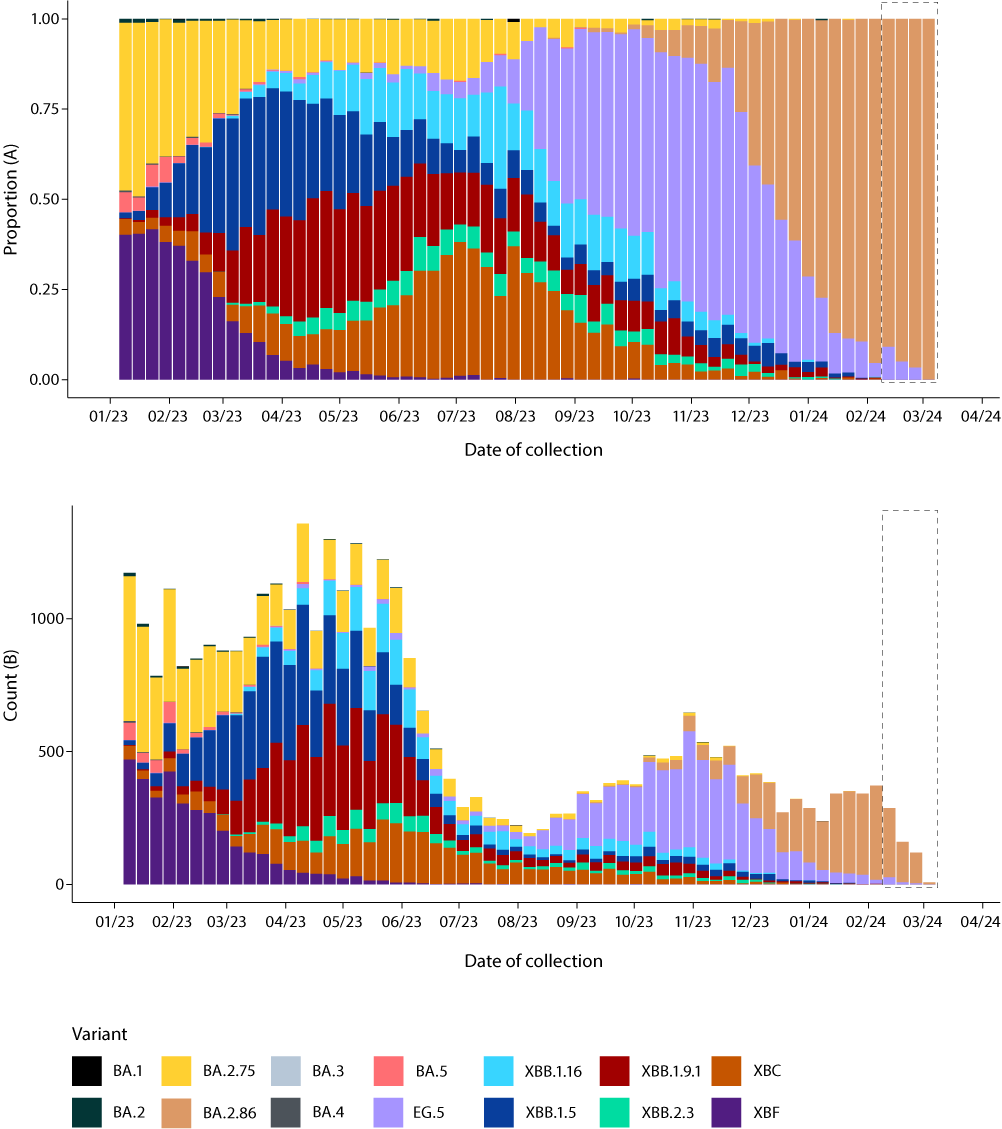 1.00
0.75
0.50
0.25
0.00
Proportion (A)
01/23 02/23 03/23 04/23 05/23 06/23 07/23 08/23 09/23 10/23 11/23 12/23 01/24 02/24 03/24 04/24
Date of collection
1000
500
0
Count (B)
01/23 02/23 03/23 04/23 05/23 06/23 07/23 08/23 09/23 10/23 11/23 12/23 01/24 02/24 03/24 04/24
Date of collection
Variant
BA.1 BA.2.75 BA.3 BA.5 XBB.1.16 XBB.1.9.1 XBC
BA.2 BA.2.86 BA.4 EG.5 XBB.1.5 XBB.2.3 XBF